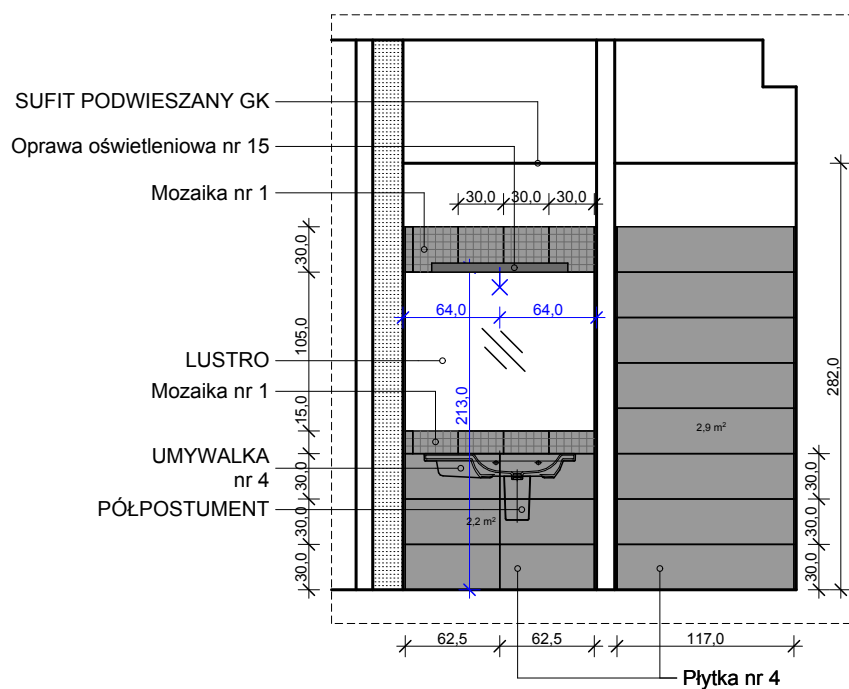 SUFIT PODWIESZANY GK
Oprawa oświetleniowa nr 15
Mozaika nr 1
30,0 30,0 30,0
30,0
64,0 64,0
105,0
LUSTRO
282,0
213,0
Mozaika nr 1
15,0
2,9 m²
UMYWALKA
nr 4
30,0
30,0
PÓŁPOSTUMENT
2,2 m²
30,0
30,0
30,0
30,0
62,5 62,5 117,0
Płytka nr 4